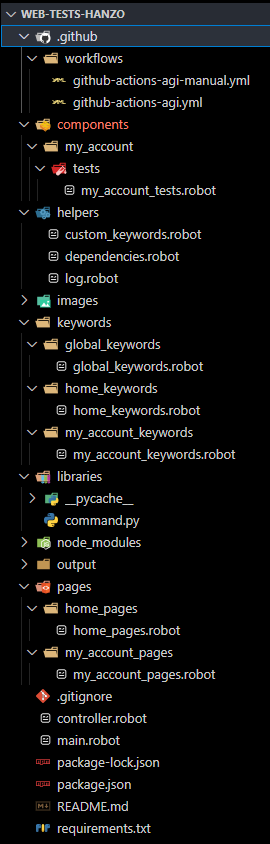 WEB-TESTS-HANZO
.github
workflows
github-actions-agi-manual.yml
github-actions-agi.yml
components
my_account
tests
my_account_tests.robot
helpers
custom_keywords.robot
dependencies.robot
log.robot
images
keywords
global_keywords
global_keywords.robot
home_keywords
home_keywords.robot
my_account_keywords
my_account_keywords.robot
libraries
__pycache__
command.py
node_modules
output
pages
home_pages
home_pages.robot
my_account_pages
my_account_pages.robot
.gitignore
controller.robot
main.robot
package-lock.json
package.json
README.md
requirements.txt